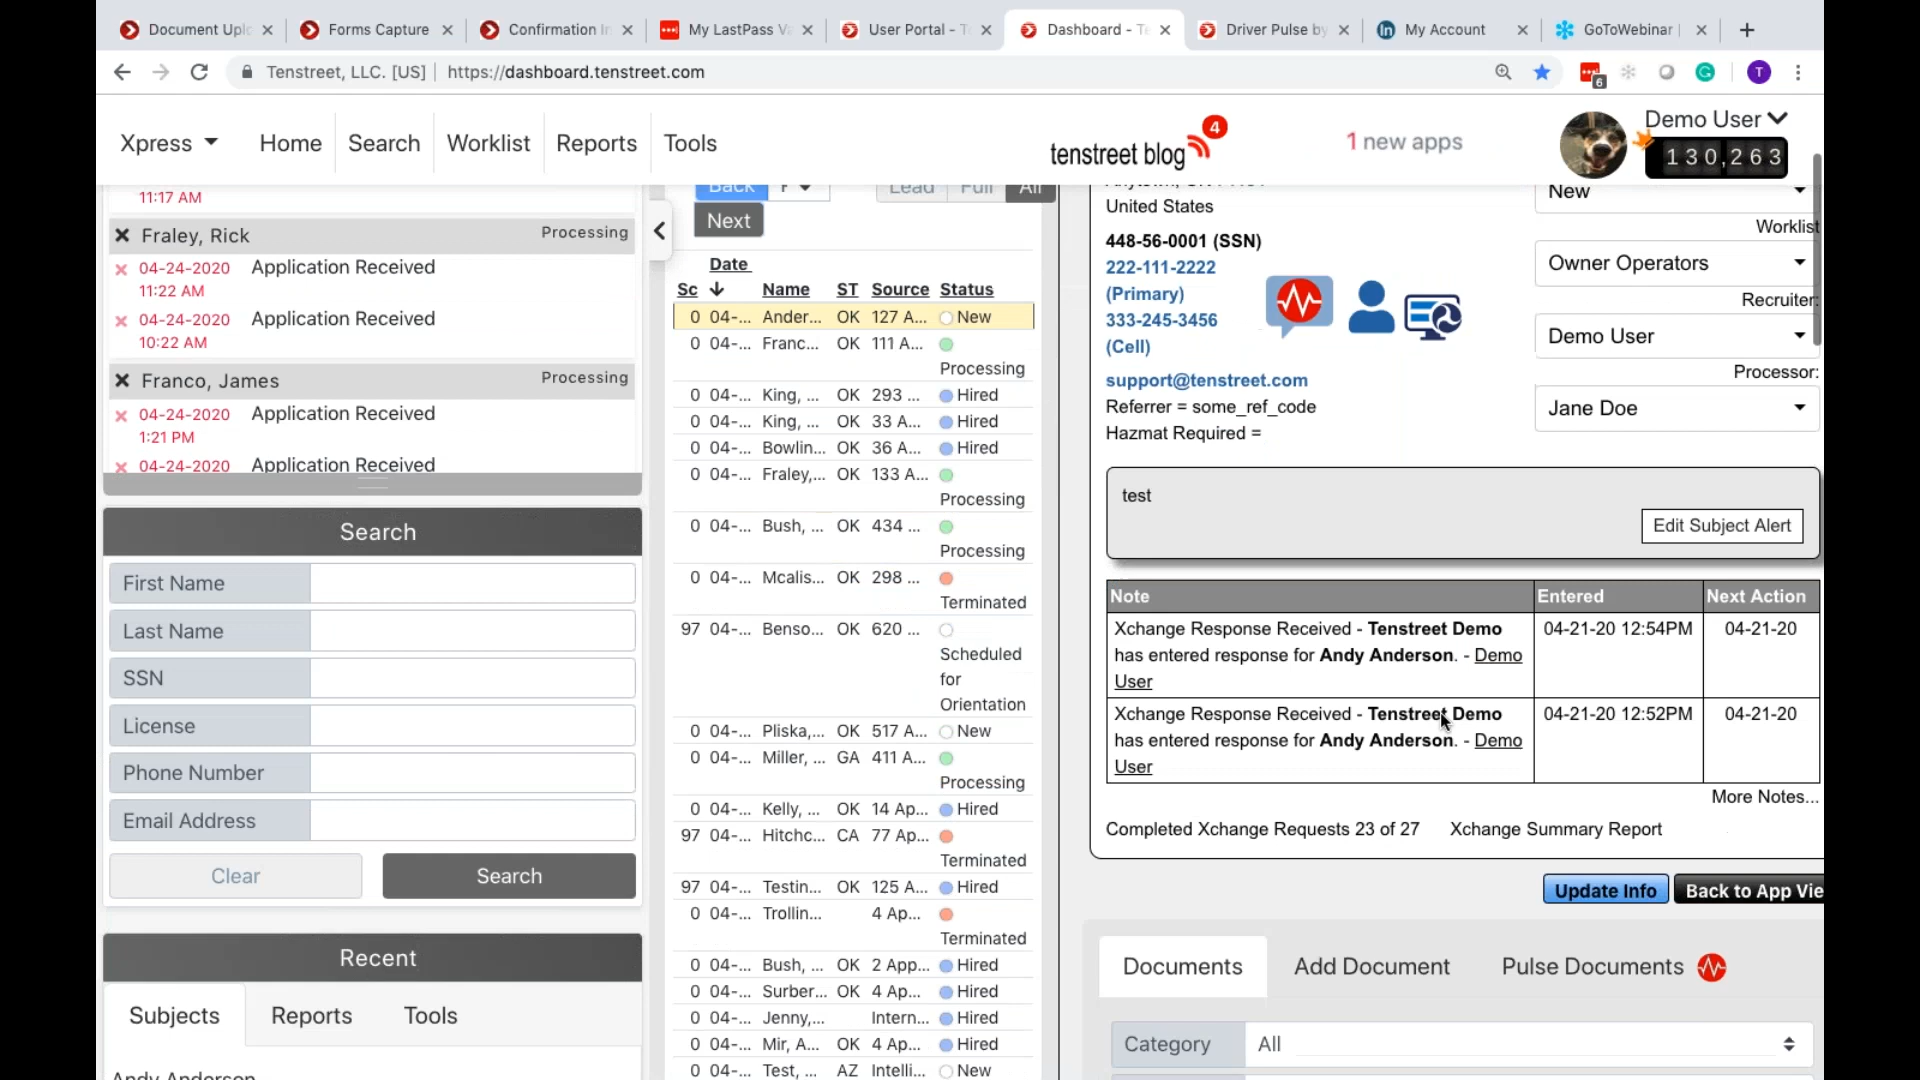 Document Uplo
Forms Capture
Confirmation In
My LastPass Va
User Portal - Te
Dashboard - Te
Driver Pulse by
My Account
GoToWebinar
Tenstreet, LLC. [US] | https://dashboard.tenstreet.com
6
T
Xpress
Home
Search
Worklist
Reports
Tools
tenstreet blog
4
1 new apps
Demo User
130,263
11:17 AM
Fraley, Rick
Processing
04-24-2020 Application Received
11:22 AM
04-24-2020 Application Received
10:22 AM
Franco, James
Processing
04-24-2020 Application Received
1:21 PM
04-24-2020 Application Received
Search
First Name
Last Name
SSN
License
Phone Number
Email Address
Clear
Search
Recent
Subjects
Reports
Tools
Andy Anderson
Back
Lead
Full
All
Next
Date
Sc ↓ Name ST Source Status
0 04-... Ander... OK 127 A... New
0 04-... Franc... OK 111 A...
Processing
0 04-... King, ... OK 293 ... Hired
0 04-... King, ... OK 33 A... Hired
0 04-... Bowlin... OK 36 A... Hired
0 04-... Fraley,... OK 133 A...
Processing
0 04-... Bush, ... OK 434 ...
Processing
0 04-... Mcalis... OK 298 ...
Terminated
97 04-... Benso... OK 620 ...
Scheduled
for
Orientation
0 04-... Pliska,... OK 517 A... New
0 04-... Miller, ... GA 411 A...
Processing
0 04-... Kelly, ... OK 14 Ap... Hired
97 04-... Hitchc... CA 77 Ap...
Terminated
97 04-... Testin... OK 125 A... Hired
0 04-... Trollin... 4 Ap...
Terminated
0 04-... Bush, ... OK 2 App... Hired
0 04-... Surber... OK 4 Ap... Hired
0 04-... Jenny,... Intern... Hired
0 04-... Mir, A... OK 4 Ap... Hired
0 04-... Test, ... AZ Intelli... New
United States
448-56-0001 (SSN)
222-111-2222
(Primary)
333-245-3456
(Cell)
support@tenstreet.com
Referrer = some_ref_code
Hazmat Required =
New
Worklist
Owner Operators
Recruiter:
Demo User
Processor:
Jane Doe
test
Edit Subject Alert
Note Entered Next Action
Xchange Response Received - Tenstreet Demo 04-21-20 12:54PM 04-21-20
has entered response for Andy Anderson. - Demo
User
Xchange Response Received - Tenstreet Demo 04-21-20 12:52PM 04-21-20
has entered response for Andy Anderson. - Demo
User
More Notes...
Completed Xchange Requests 23 of 27 Xchange Summary Report
Update Info
Back to App Vie
Documents
Add Document
Pulse Documents
Category
All